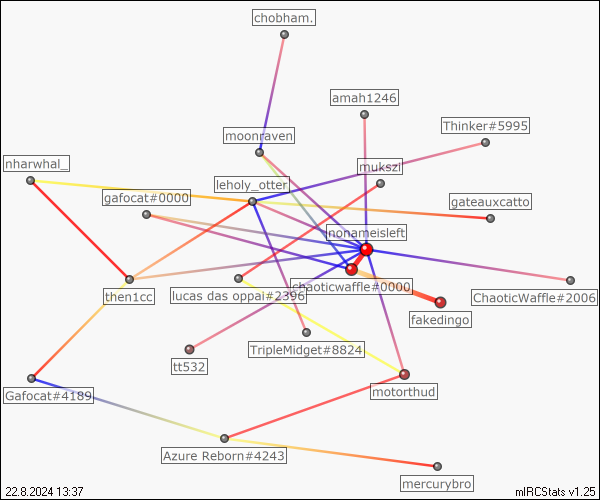 chobham.
amah1246
Thinker#5995
moonraven
mukszi
nharwhal_
leholy_otter
gafocat#0000
gateauxcatto
nonameisleft
chaoticwaffle#0000
then1cc
lucas das oppai#2396
ChaoticWaffle#2006
fakedingo
TripleMidget#8824
tt532
motorthud
Gafocat#4189
Azure Reborn#4243
mercurybro
22.8.2024 13:37
mIRCStats v1.25